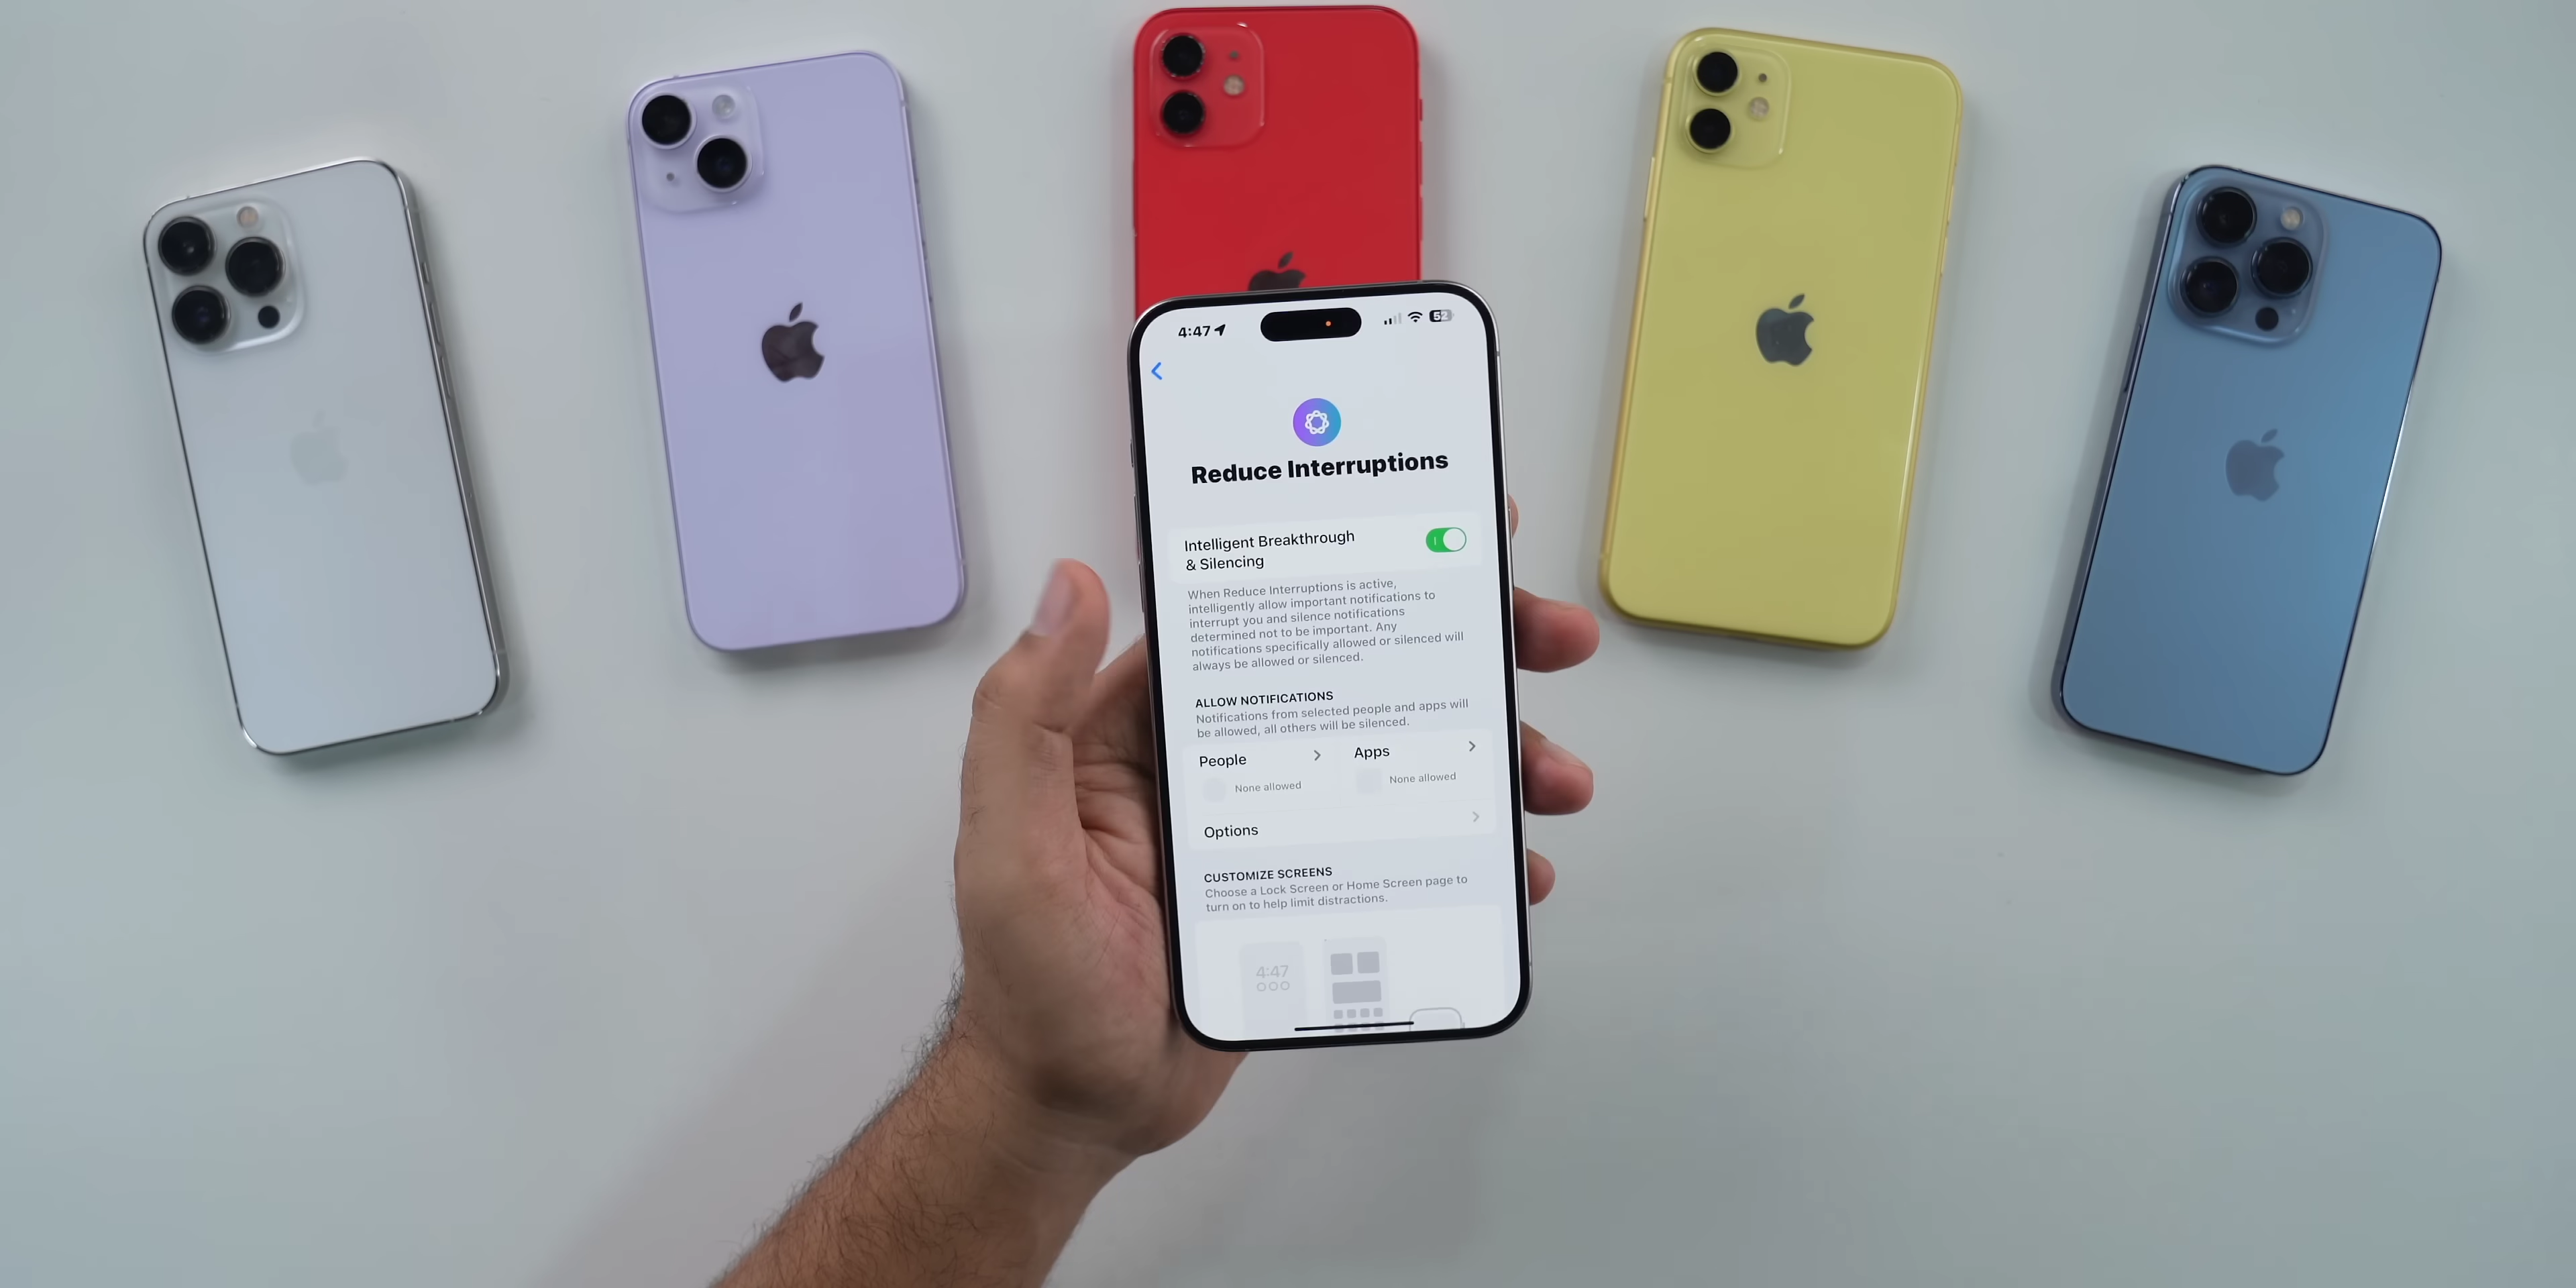 4:47
52
Reduce Interruptions
Intelligent Breakthrough
& Silencing
When Reduce Interruptions is active,
intelligently allow important notifications to
interrupt you and silence notifications
determined not to be important. Any
notifications specifically allowed or silenced will
always be allowed or silenced.
ALLOW NOTIFICATIONS
Notifications from selected people and apps will
be allowed, all others will be silenced.
People
Apps
None allowed
None allowed
Options
CUSTOMIZE SCREENS
Choose a Lock Screen or Home Screen page to
turn on to help limit distractions.
4:47